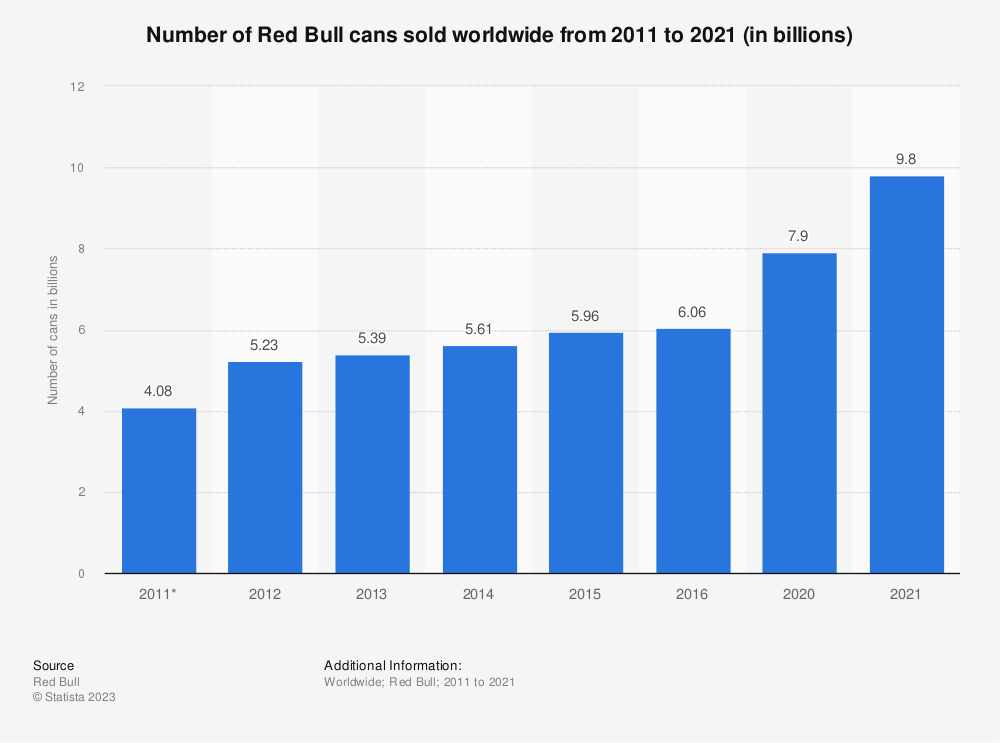 Number of Red Bull cans sold worldwide from 2011 to 2021 (in billions)
Number of cans in billions
12
10
8
6
4
2
0
4.08
5.23
5.39
5.61
5.96
6.06
7.9
9.8
2011* 2012 2013 2014 2015 2016 2020 2021
Source
Red Bull
© Statista 2023
Additional Information:
Worldwide; Red Bull; 2011 to 2021